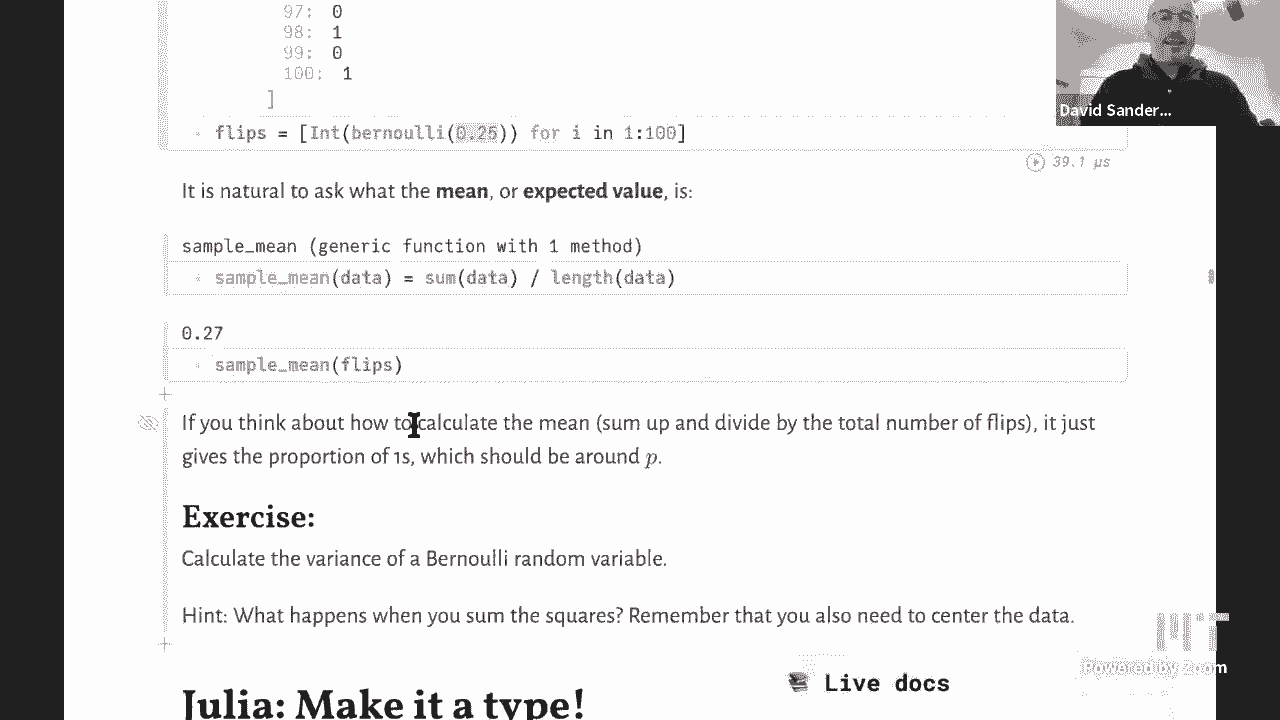 97: 0
98: 1
99: 0
100: 1
]
flips = [Int(bernoulli(0.25)) for i in 1:100]
39.1 μs
It is natural to ask what the mean, or expected value, is:
sample_mean (generic function with 1 method)
sample_mean(data) = sum(data) / length(data)
0.27
sample_mean(flips)
If you think about how to calculate the mean (sum up and divide by the total number of flips), it just
gives the proportion of 1s, which should be around p.
Exercise:
Calculate the variance of a Bernoulli random variable.
Hint: What happens when you sum the squares? Remember that you also need to center the data.
Julia: Make it a type!
Live docs
David Sander...
MIT
Powered by Zoom